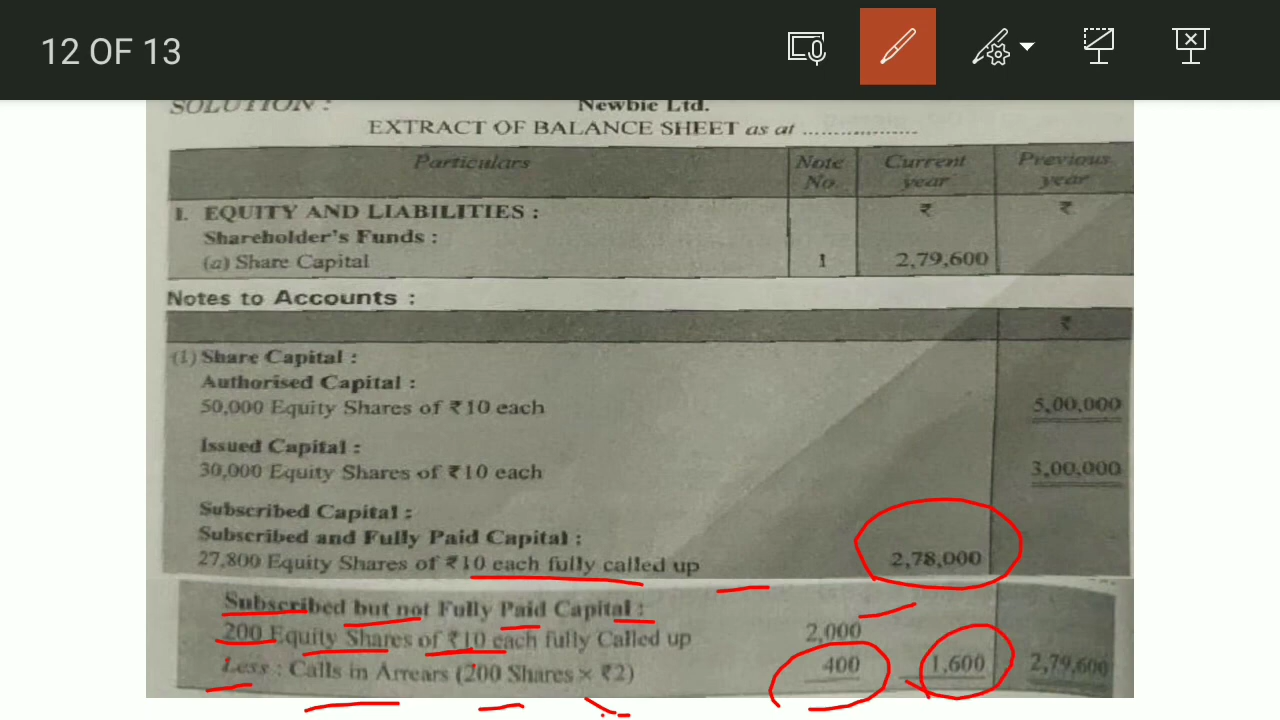 12 OF 13
SOLUTION :
Newbie Ltd.
EXTRACT OF BALANCE SHEET as at ..................
Particulars Note No. Current year Previous year
I. EQUITY AND LIABILITIES : ₹ ₹
Shareholder's Funds :
(a) Share Capital 1 2,79,600
Notes to Accounts :
₹
(1) Share Capital :
Authorised Capital :
50,000 Equity Shares of ₹10 each 5,00,000
Issued Capital :
30,000 Equity Shares of ₹10 each 3,00,000
Subscribed Capital :
Subscribed and Fully Paid Capital :
27,800 Equity Shares of ₹10 each fully called up 2,78,000
Subscribed but not Fully Paid Capital :
200 Equity Shares of ₹10 each fully Called up 2,000
Less : Calls in Arrears (200 Shares × ₹2) 400 1,600 2,79,600